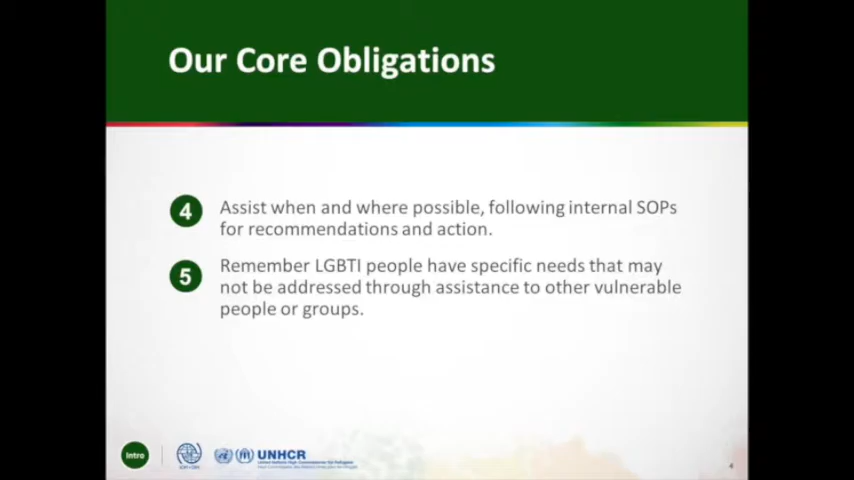 Our Core Obligations
4
Assist when and where possible, following internal SOPs
for recommendations and action.
5
Remember LGBTI people have specific needs that may
not be addressed through assistance to other vulnerable
people or groups.
Intro
UNHCR
4